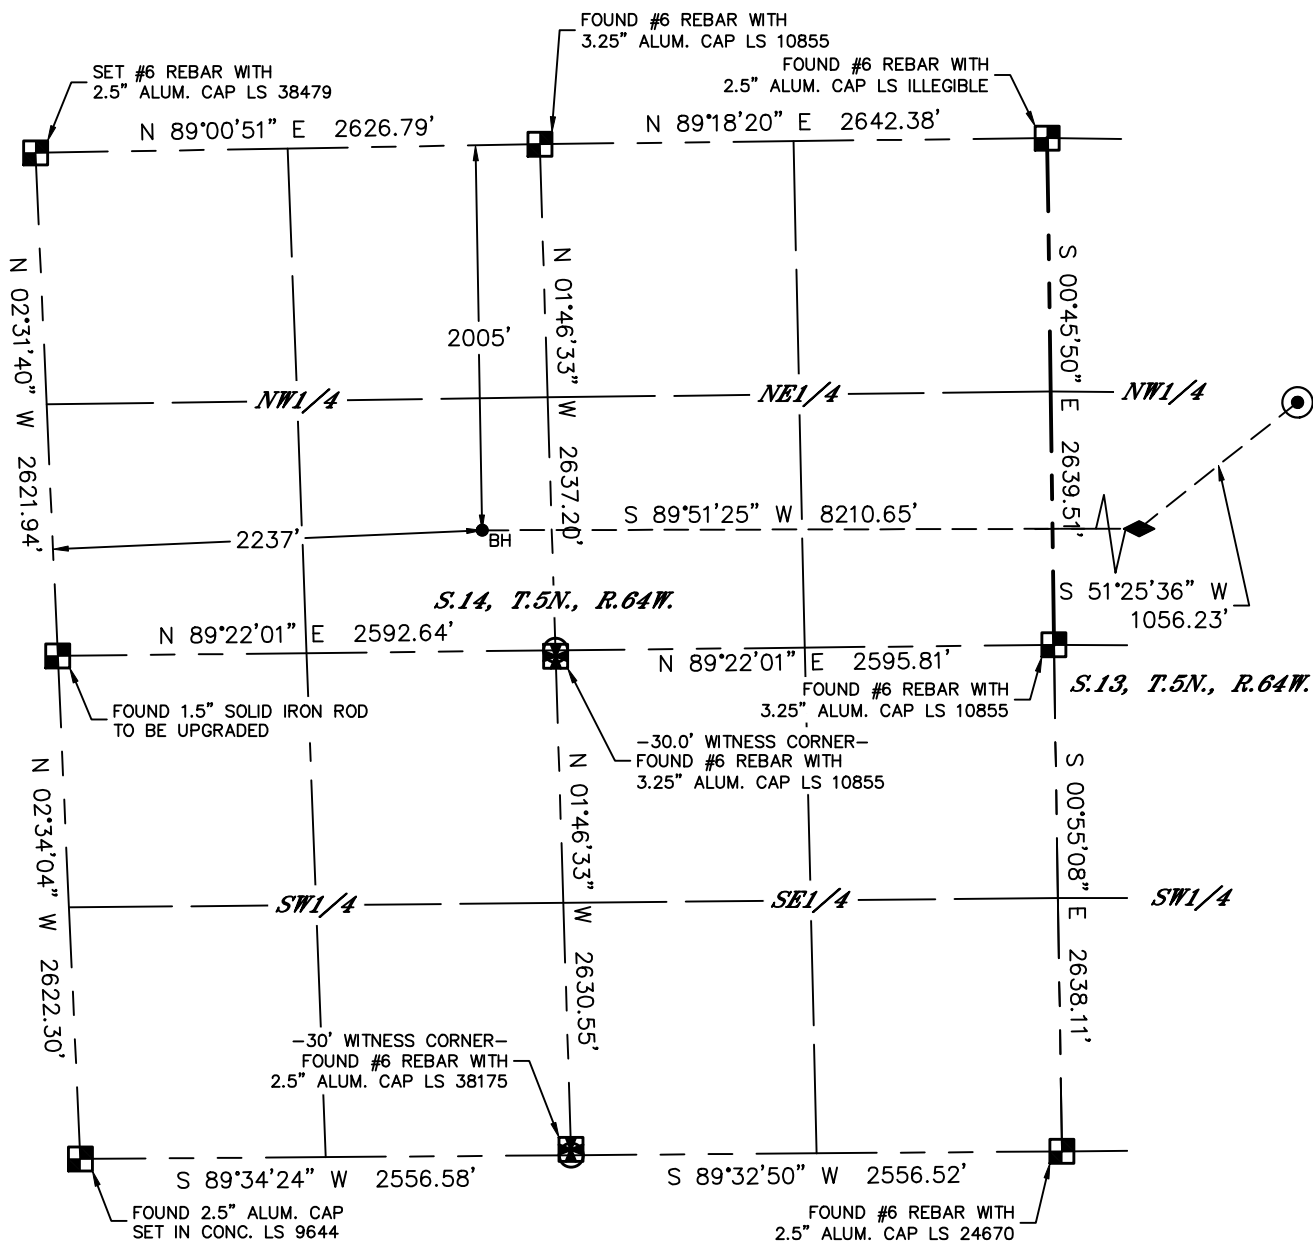 FOUND #6 REBAR WITH
3.25" ALUM. CAP LS 10855
SET #6 REBAR WITH
2.5" ALUM. CAP LS 38479
FOUND #6 REBAR WITH
2.5" ALUM. CAP LS ILLEGIBLE
N 89°00'51" E 2626.79'
N 89°18'20" E 2642.38'
N 02°31'40" W 2621.94'
2005'
N 01°46'33" W 2637.20'
S 00°45'50" E 2639.51'
NW1/4
NE1/4
NW1/4
2237'
BH
S 89°51'25" W 8210.65'
S 51°25'36" W
1056.23'
S.14, T.5N., R.64W.
N 89°22'01" E 2592.64'
N 89°22'01" E 2595.81'
S.13, T.5N., R.64W.
FOUND #6 REBAR WITH
3.25" ALUM. CAP LS 10855
FOUND 1.5" SOLID IRON ROD
TO BE UPGRADED
-30.0' WITNESS CORNER-
FOUND #6 REBAR WITH
3.25" ALUM. CAP LS 10855
N 02°34'04" W 2622.30'
N 01°46'33" W 2630.55'
S 00°55'08" E 2638.11'
SW1/4
SE1/4
SW1/4
-30' WITNESS CORNER-
FOUND #6 REBAR WITH
2.5" ALUM. CAP LS 38175
S 89°34'24" W 2556.58'
S 89°32'50" W 2556.52'
FOUND 2.5" ALUM. CAP
SET IN CONC. LS 9644
FOUND #6 REBAR WITH
2.5" ALUM. CAP LS 24670